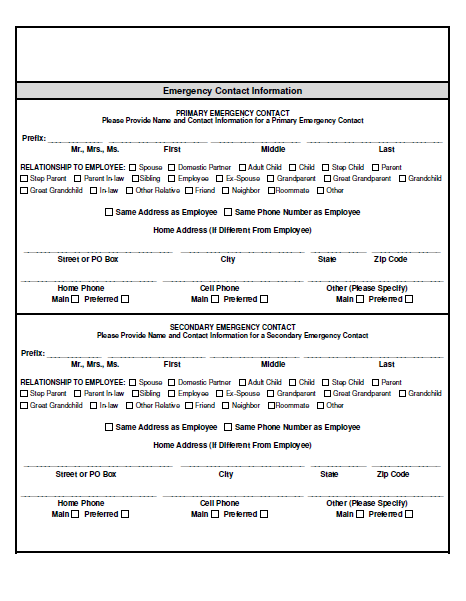 Emergency Contact Information
PRIMARY EMERGENCY CONTACT
Please Provide Name and Contact Information for a Primary Emergency Contact
Prefix:
Mr., Mrs., Ms. First Middle Last
RELATIONSHIP TO EMPLOYEE: Spouse Domestic Partner Adult Child Child Step Child Parent
Step Parent Parent In-law Sibling Employee Ex-Spouse Grandparent Great Grandparent Grandchild
Great Grandchild In-law Other Relative Friend Neighbor Roommate Other
Same Address as Employee Same Phone Number as Employee
Home Address (If Different From Employee)
Street or PO Box City State Zip Code
Home Phone Cell Phone Other (Please Specify)
Main Preferred Main Preferred Main Preferred
SECONDARY EMERGENCY CONTACT
Please Provide Name and Contact Information for a Secondary Emergency Contact
Prefix:
Mr., Mrs., Ms. First Middle Last
RELATIONSHIP TO EMPLOYEE: Spouse Domestic Partner Adult Child Child Step Child Parent
Step Parent Parent In-law Sibling Employee Ex-Spouse Grandparent Great Grandparent Grandchild
Great Grandchild In-law Other Relative Friend Neighbor Roommate Other
Same Address as Employee Same Phone Number as Employee
Home Address (If Different From Employee)
Street or PO Box City State Zip Code
Home Phone Cell Phone Other (Please Specify)
Main Preferred Main Preferred Main Preferred